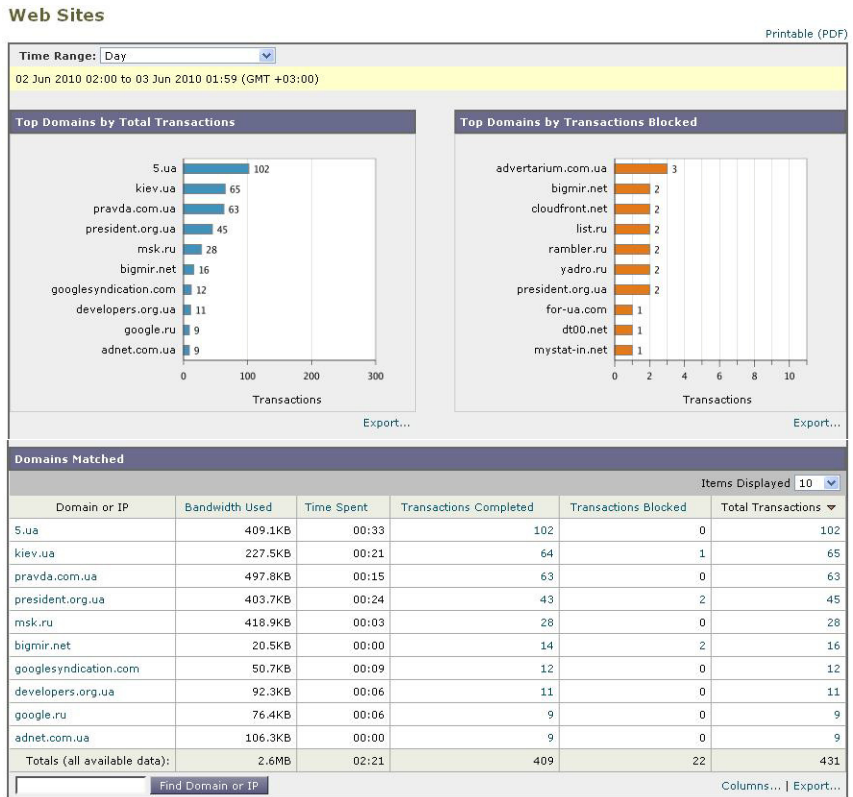 Web Sites
Printable (PDF)
Time Range: Day
02 Jun 2010 02:00 to 03 Jun 2010 01:59 (GMT +03:00)
Top Domains by Total Transactions
5.ua 102
kiev.ua 65
pravda.com.ua 63
president.org.ua 45
msk.ru 28
bigmir.net 16
googlesyndication.com 12
developers.org.ua 11
google.ru 9
adnet.com.ua 9
0 100 200 300
Transactions
Export...
Top Domains by Transactions Blocked
advertarium.com.ua 3
bigmir.net 2
cloudfront.net 2
list.ru 2
rambler.ru 2
yadro.ru 2
president.org.ua 2
for-ua.com 1
dt00.net 1
mystat-in.net 1
0 2 4 6 8 10
Transactions
Export...
Domains Matched
Items Displayed 10
Domain or IP Bandwidth Used Time Spent Transactions Completed Transactions Blocked Total Transactions
5.ua 409.1KB 00:33 102 0 102
kiev.ua 227.5KB 00:21 64 1 65
pravda.com.ua 497.8KB 00:15 63 0 63
president.org.ua 403.7KB 00:24 43 2 45
msk.ru 418.9KB 00:03 28 0 28
bigmir.net 20.5KB 00:00 14 2 16
googlesyndication.com 50.7KB 00:09 12 0 12
developers.org.ua 92.3KB 00:06 11 0 11
google.ru 76.4KB 00:06 9 0 9
adnet.com.ua 106.3KB 00:00 9 0 9
Totals (all available data): 2.6MB 02:21 409 22 431
Find Domain or IP
Columns... | Export...